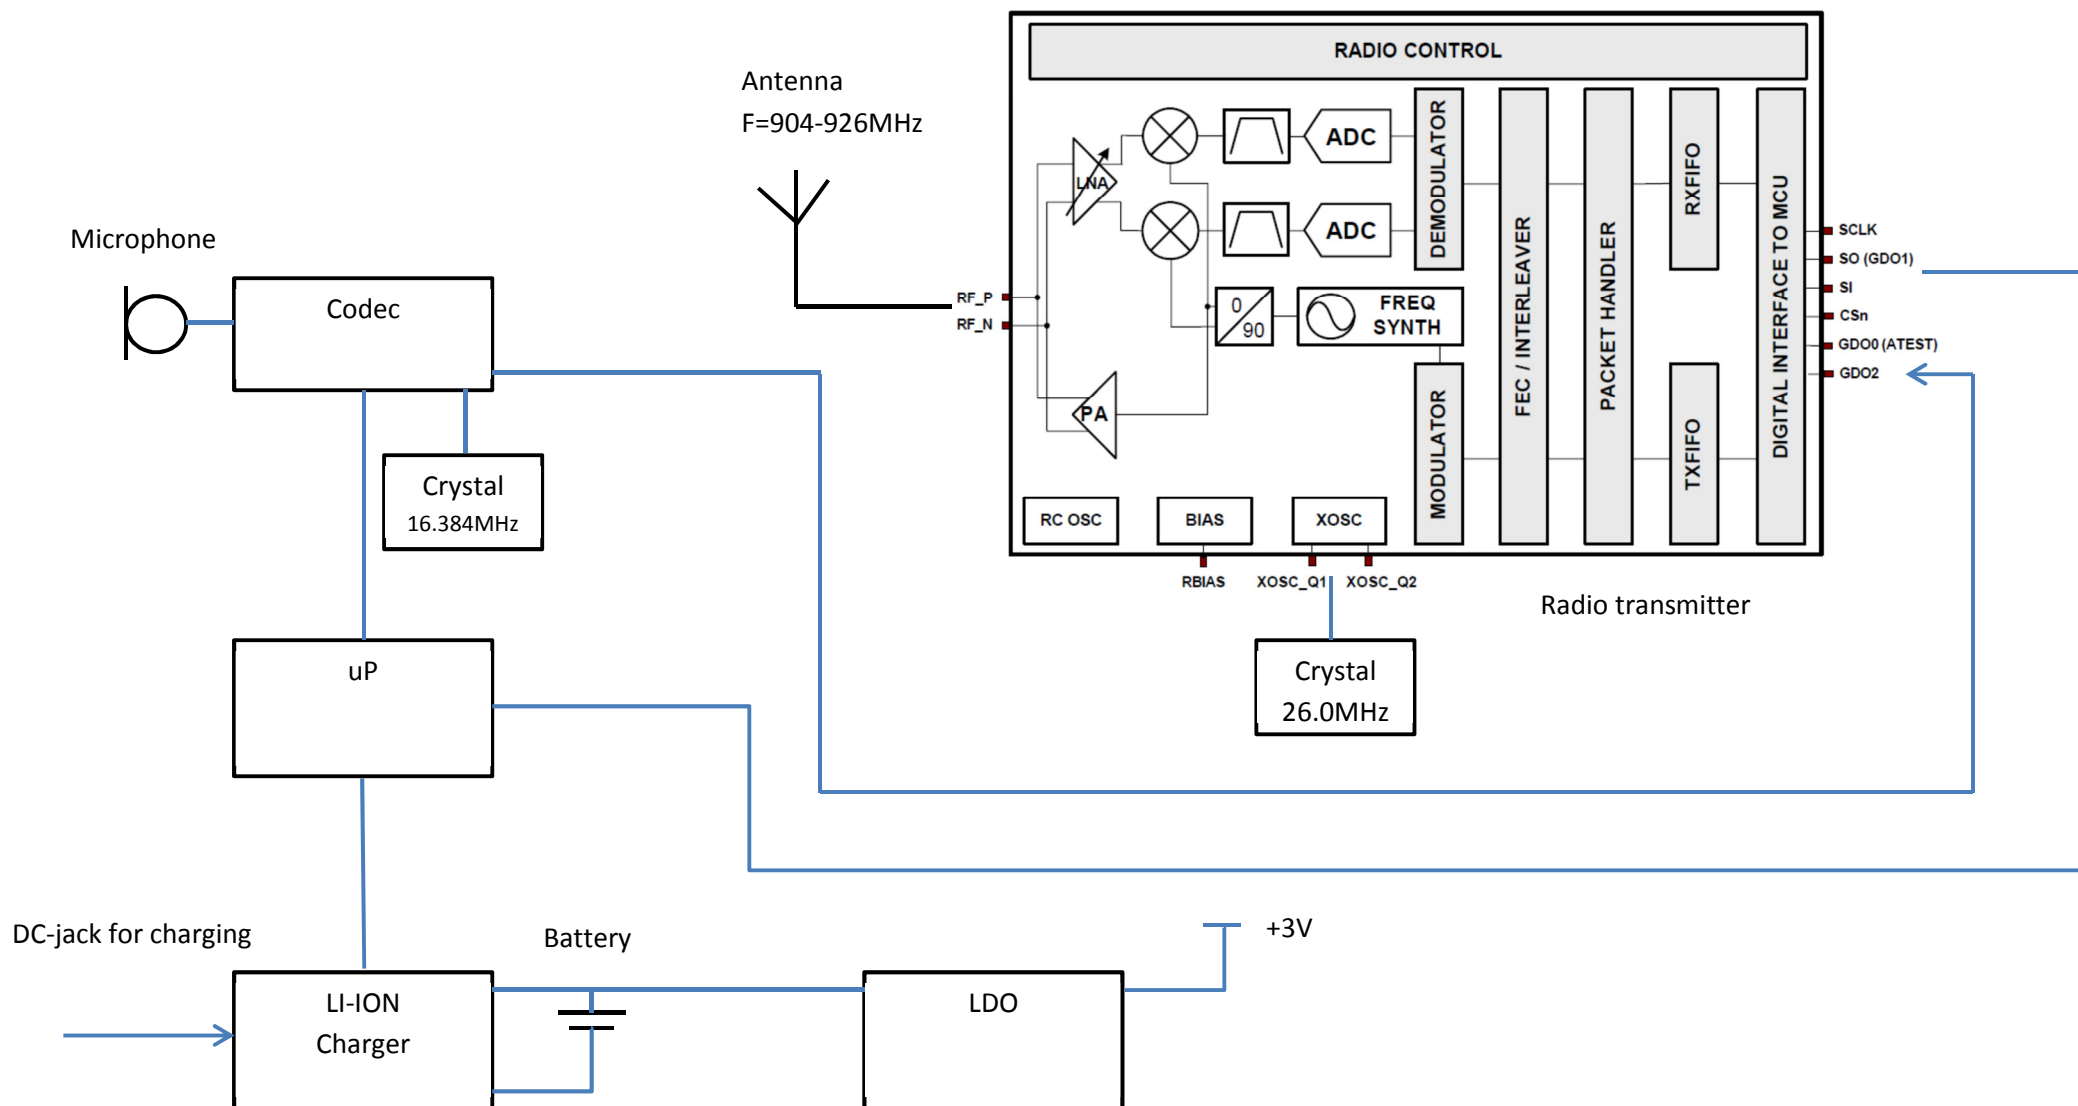 RADIO CONTROL
Antenna
F=904-926MHz
LNA
ADC
ADC
DEMODULATOR
FEC / INTERLEAVER
PACKET HANDLER
RXFIFO
DIGITAL INTERFACE TO MCU
SCLK
SO (GDO1)
SI
CSn
GDO0 (ATEST)
GDO2
Microphone
Codec
RF_P
RF_N
0
90
FREQ
SYNTH
PA
MODULATOR
TXFIFO
Crystal
16.384MHz
RC OSC
BIAS
XOSC
RBIAS
XOSC_Q1
XOSC_Q2
Radio transmitter
uP
Crystal
26.0MHz
DC-jack for charging
Battery
+3V
LI-ION
Charger
LDO